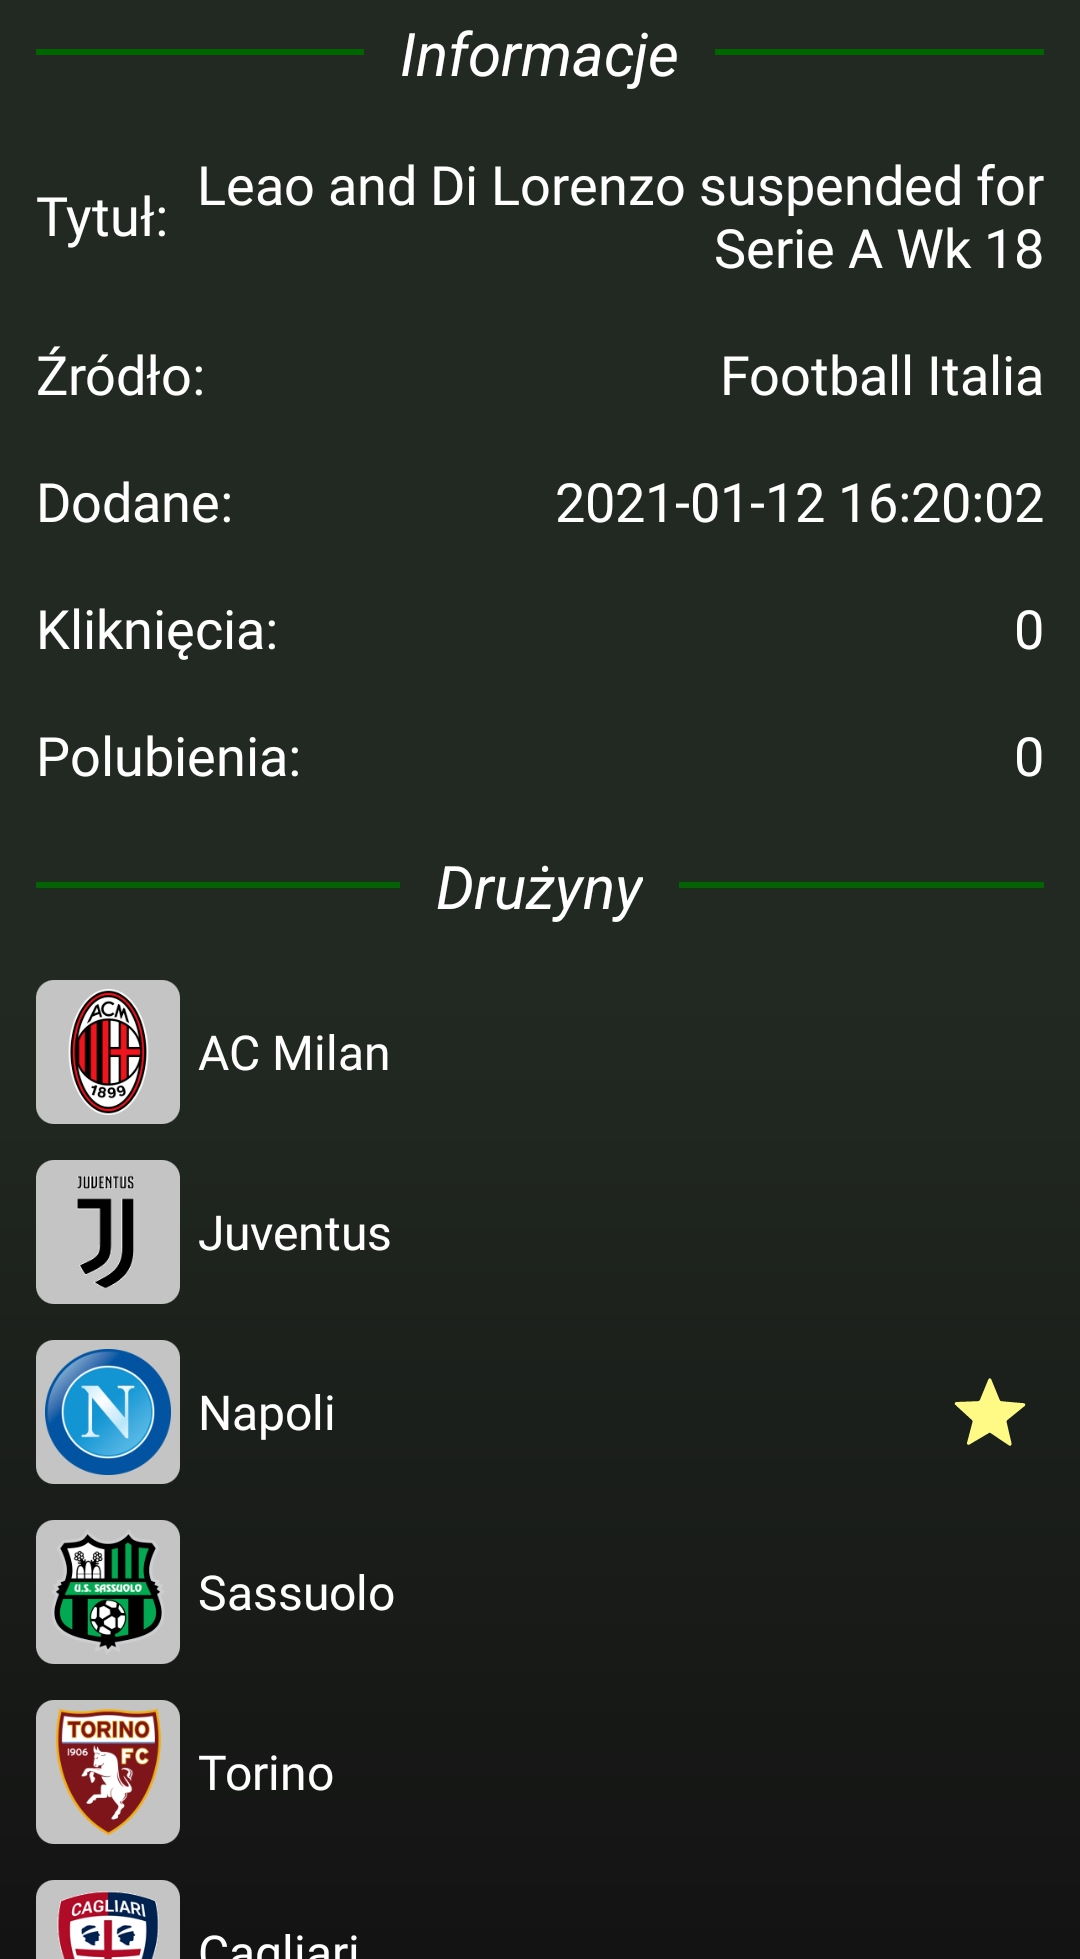 Informacje
Tytuł:
Leao and Di Lorenzo suspended for
Serie A Wk 18
Źródło:
Football Italia
Dodane:
2021-01-12 16:20:02
Kliknięcia:
0
Polubienia:
0
Drużyny
ACM
1899
AC Milan
JUVENTUS
Juventus
N
Napoli
U.S. SASSUOLO
Sassuolo
TORINO
1906 FC
Torino
CAGLIARI
Cagliari